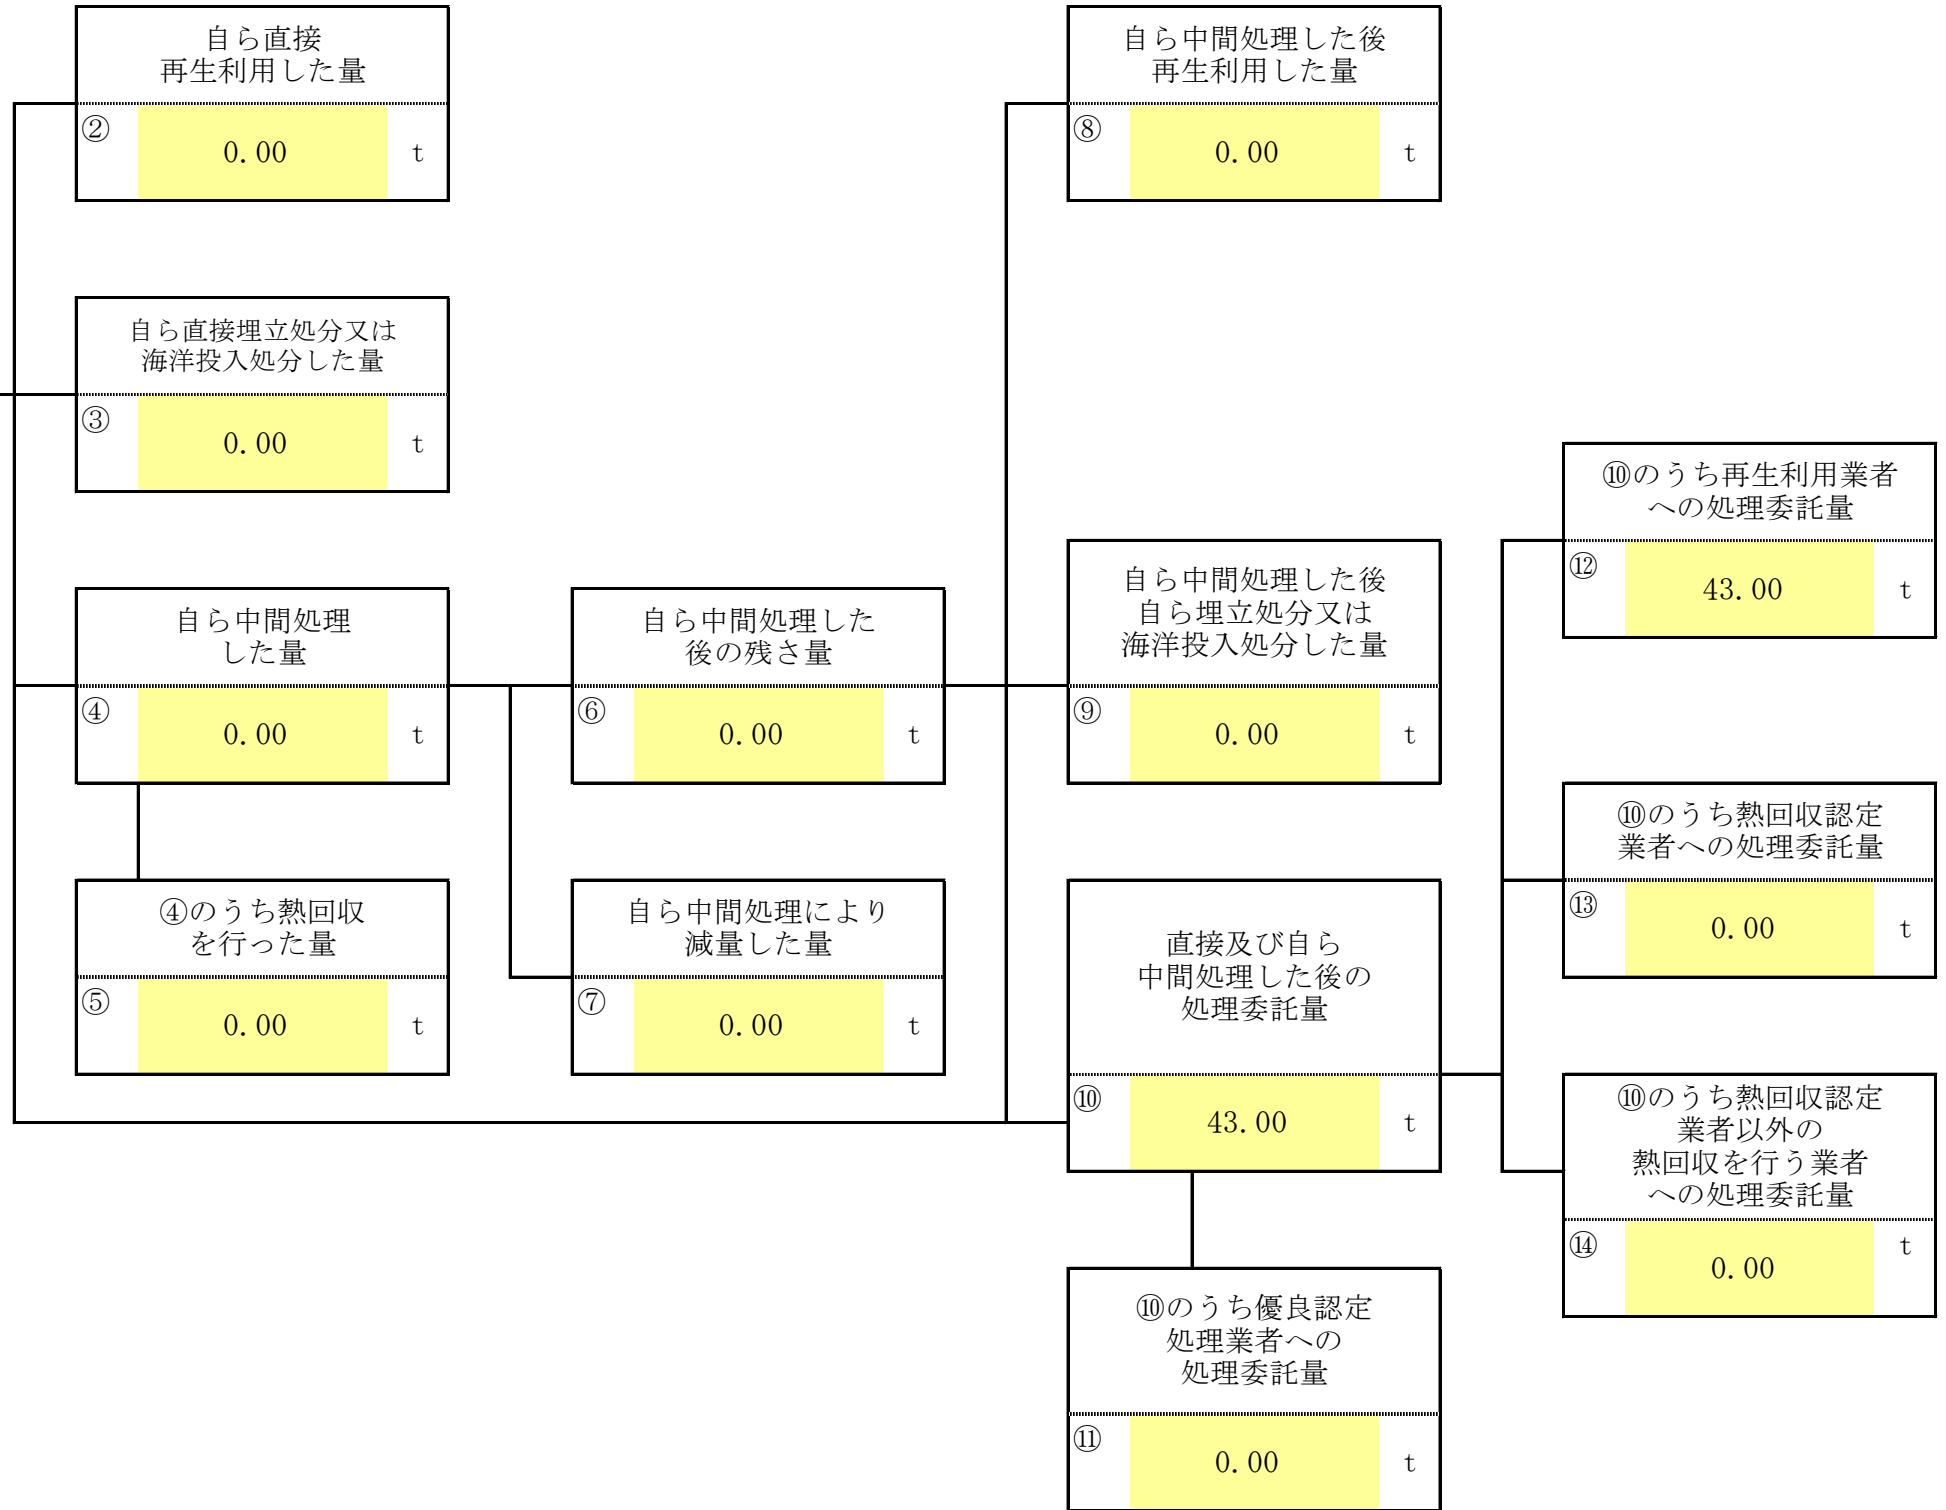 自ら直接
再生利用した量
② 0.00 t
自ら中間処理した後
再生利用した量
⑧ 0.00 t
自ら直接埋立処分又は
海洋投入処分した量
③ 0.00 t
⑩のうち再生利用業者
への処理委託量
⑫ 43.00 t
自ら中間処理
した量
④ 0.00 t
自ら中間処理した
後の残さ量
⑥ 0.00 t
自ら中間処理した後
自ら埋立処分又は
海洋投入処分した量
⑨ 0.00 t
⑩のうち熱回収認定
業者への処理委託量
⑬ 0.00 t
④のうち熱回収
を行った量
⑤ 0.00 t
自ら中間処理により
減量した量
⑦ 0.00 t
直接及び自ら
中間処理した後の
処理委託量
⑩ 43.00 t
⑩のうち熱回収認定
業者以外の
熱回収を行う業者
への処理委託量
⑭ 0.00 t
⑩のうち優良認定
処理業者への
処理委託量
⑪ 0.00 t